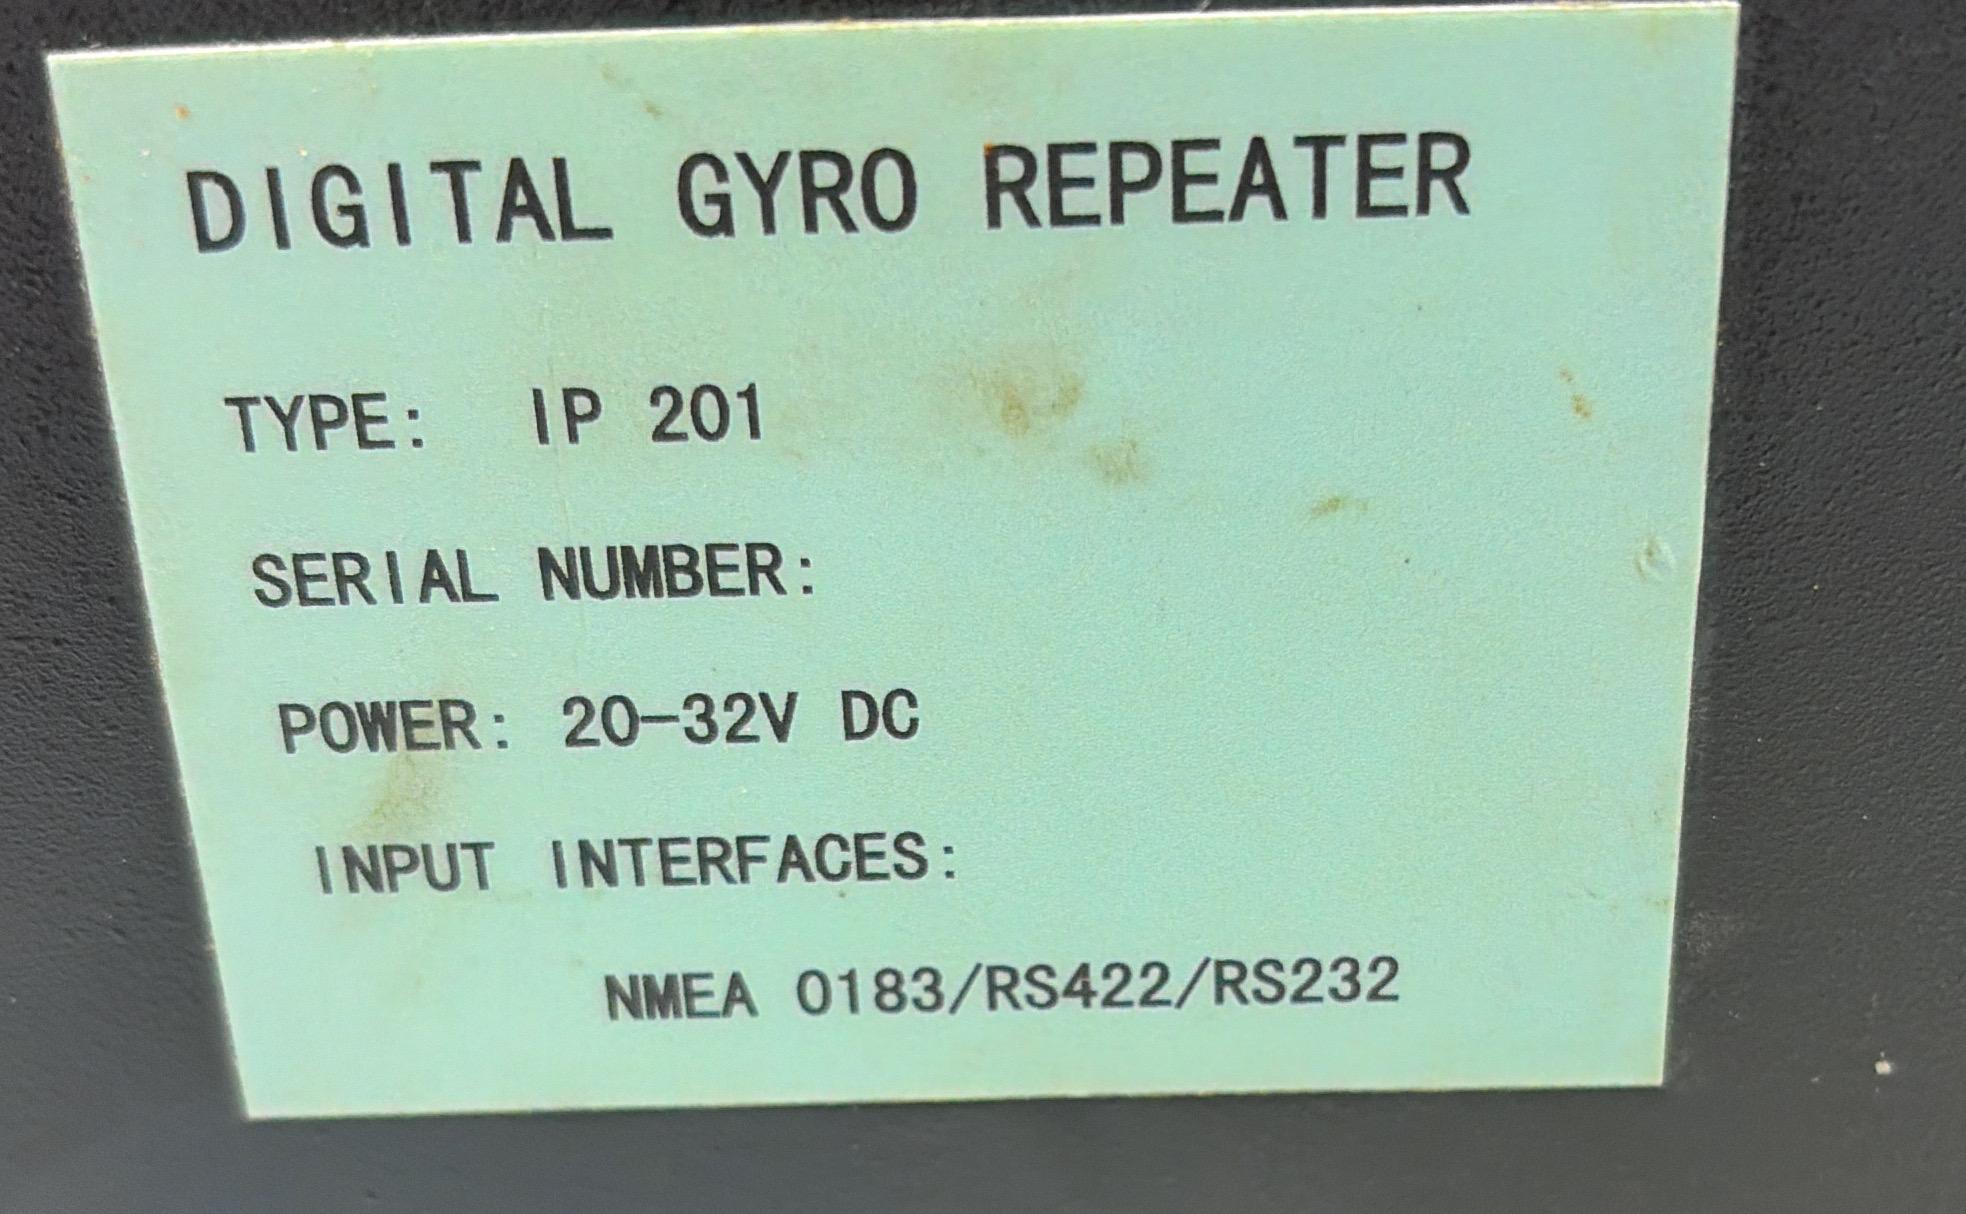 DIGITAL GYRO REPEATER
TYPE: IP 201
SERIAL NUMBER:
POWER: 20-32V DC
INPUT INTERFACES:
NMEA 0183/RS422/RS232